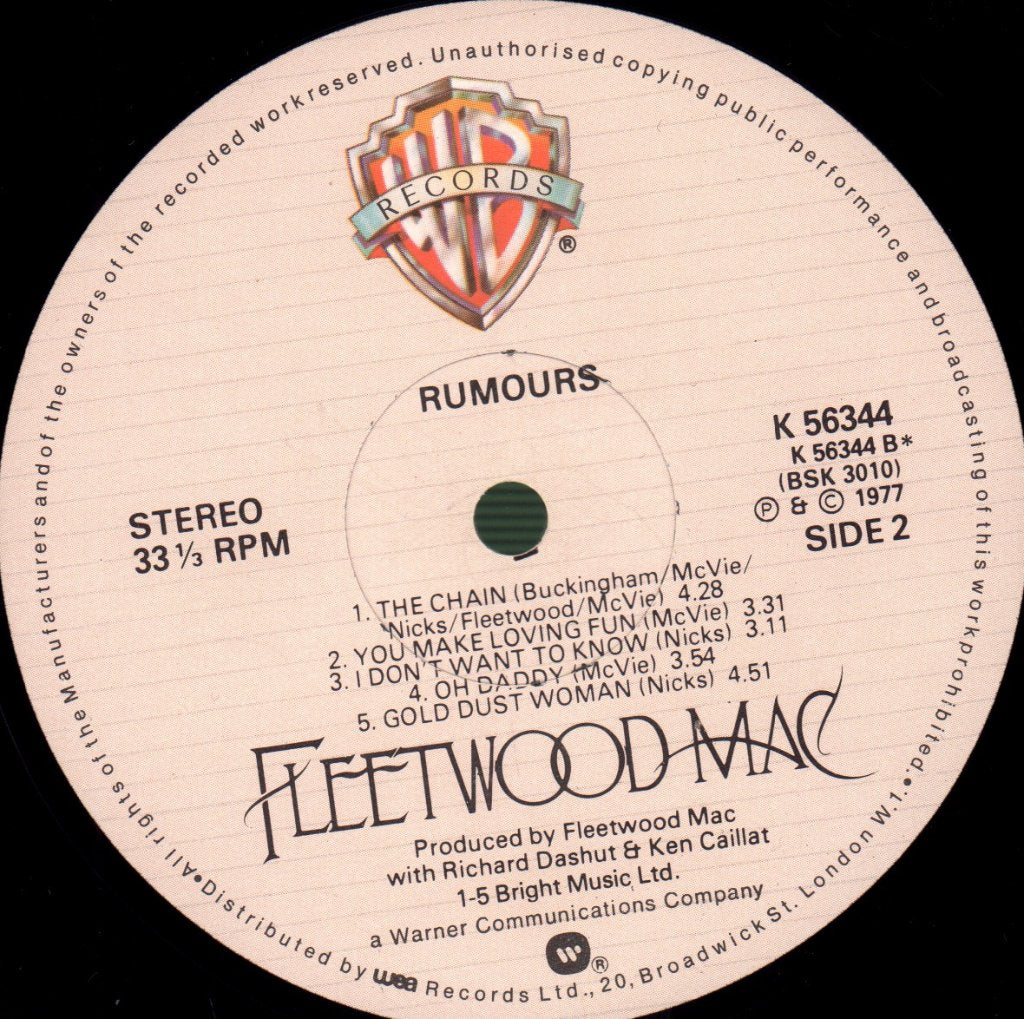 All rights of the Manufacturers and of the owners of the recorded work reserved. Unauthorised copying public performance and broadcasting of this work prohibited.
WB
RECORDS
®
RUMOURS
K 56344
K 56344 B*
(BSK 3010)
Ⓟ & © 1977
SIDE 2
STEREO
33 ⅓ RPM
1. THE CHAIN (Buckingham/McVie/
Nicks/Fleetwood/McVie) 4.28
2. YOU MAKE LOVING FUN (McVie) 3.31
3. I DON'T WANT TO KNOW (Nicks) 3.11
4. OH DADDY (McVie) 3.54
5. GOLD DUST WOMAN (Nicks) 4.51
FLEETWOOD MAC
Produced by Fleetwood Mac
with Richard Dashut & Ken Caillat
1-5 Bright Music Ltd.
a Warner Communications Company
®
•Distributed by wea Records Ltd., 20, Broadwick St. London W.1.•